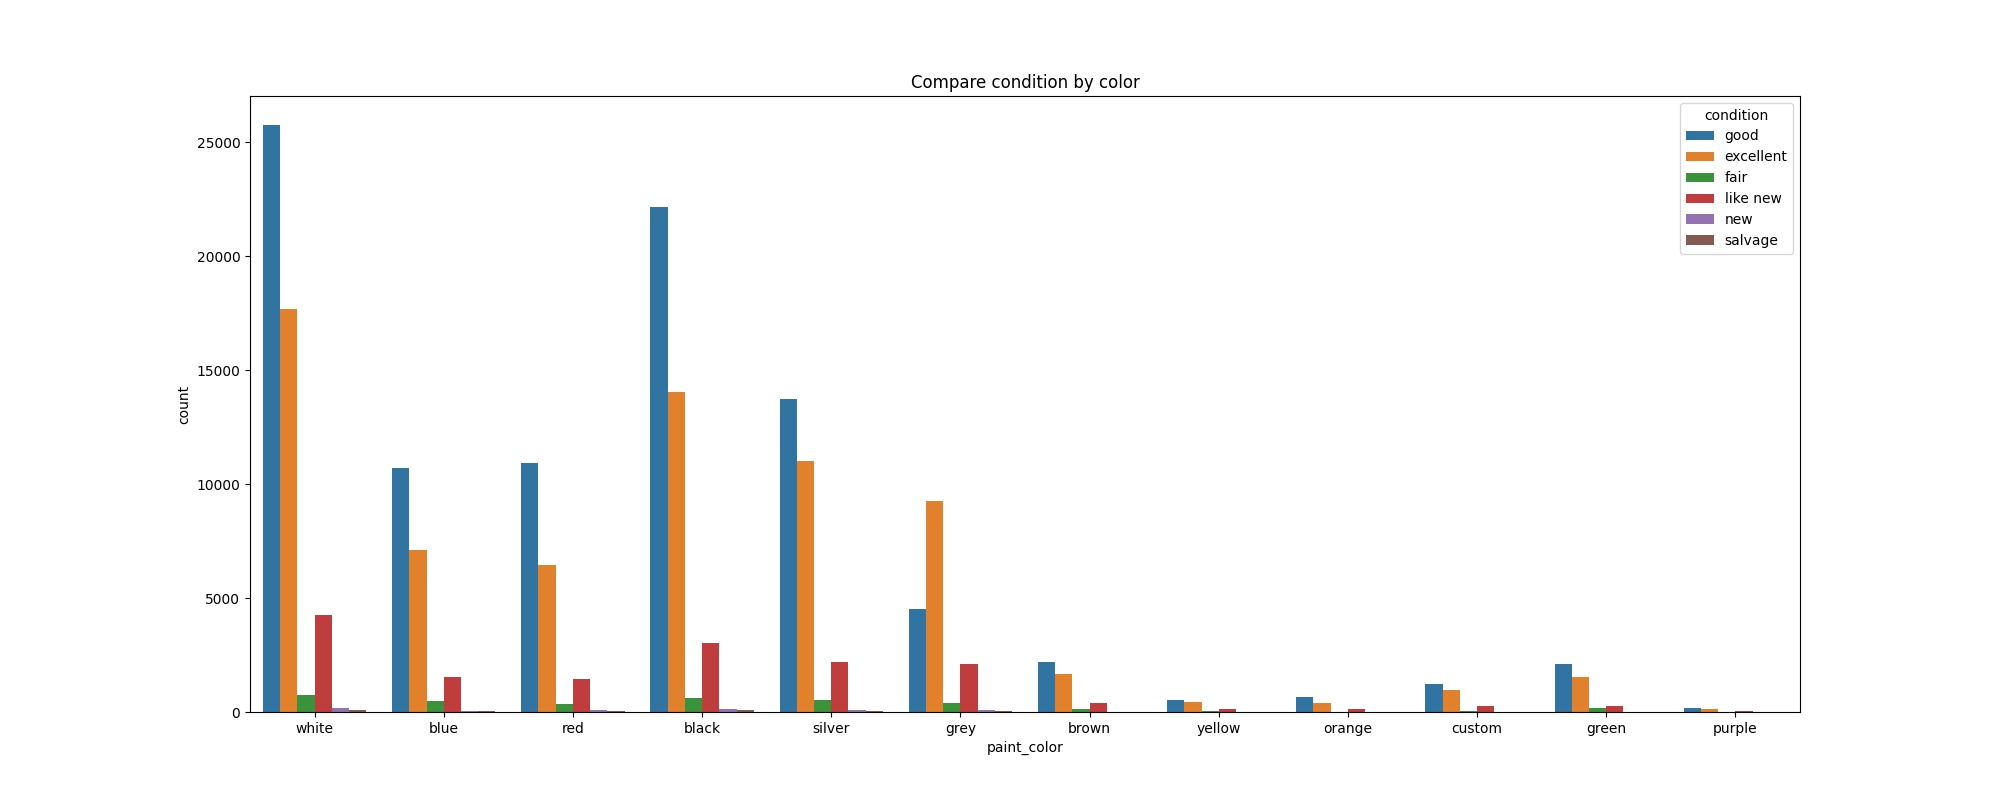 Compare condition by color
condition
good
excellent
fair
like new
new
salvage
25000
20000
15000
10000
5000
0
count
white blue red black silver grey brown yellow orange custom green purple
paint_color